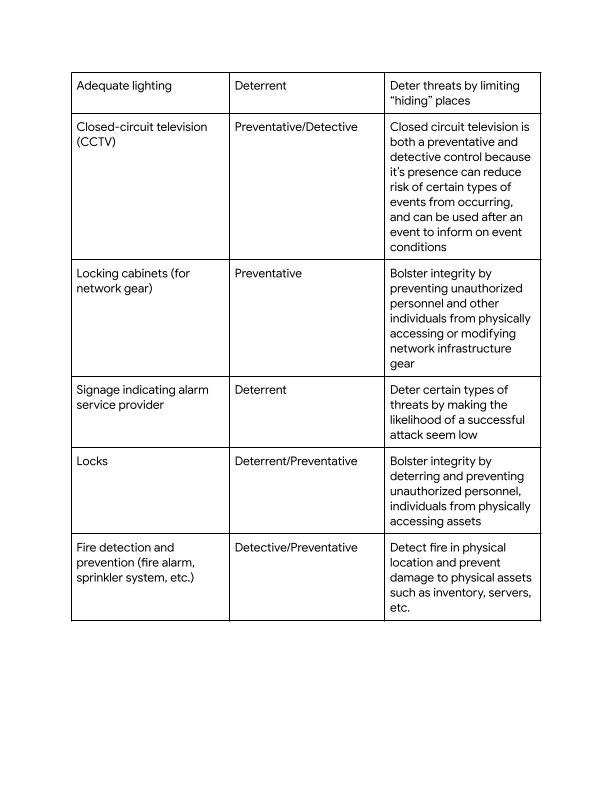 Adequate lighting
Deterrent
Deter threats by limiting
“hiding” places
Closed-circuit television
(CCTV)
Preventative/Detective
Closed circuit television is
both a preventative and
detective control because
it’s presence can reduce
risk of certain types of
events from occurring,
and can be used after an
event to inform on event
conditions
Locking cabinets (for
network gear)
Preventative
Bolster integrity by
preventing unauthorized
personnel and other
individuals from physically
accessing or modifying
network infrastructure
gear
Signage indicating alarm
service provider
Deterrent
Deter certain types of
threats by making the
likelihood of a successful
attack seem low
Locks
Deterrent/Preventative
Bolster integrity by
deterring and preventing
unauthorized personnel,
individuals from physically
accessing assets
Fire detection and
prevention (fire alarm,
sprinkler system, etc.)
Detective/Preventative
Detect fire in physical
location and prevent
damage to physical assets
such as inventory, servers,
etc.